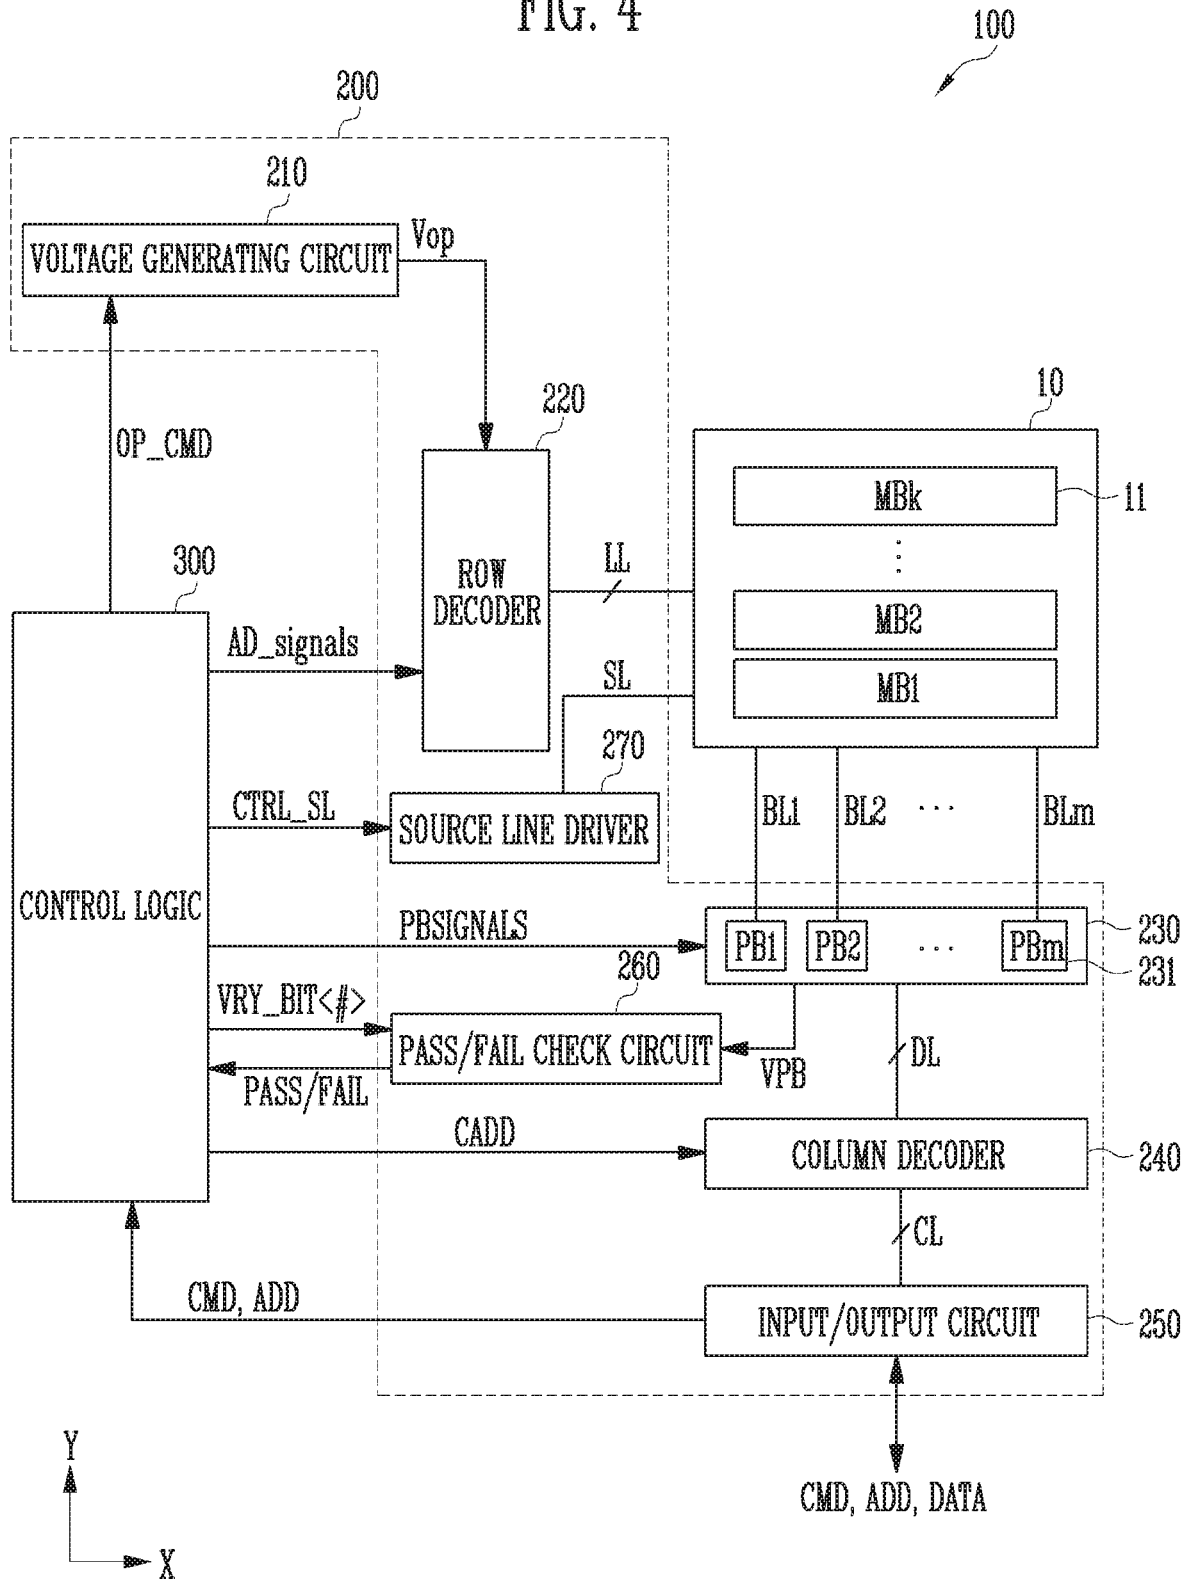 FIG. 4
100
200
210
VOLTAGE GENERATING CIRCUIT
Vop
10
220
OP_CMD
MBk
11
300
LL
ROW
DECODER
MB2
AD_signals
SL
MB1
270
CTRL_SL
BL1
BL2
...
BLm
SOURCE LINE DRIVER
CONTROL LOGIC
PBSIGNALS
230
PB1
PB2
...
PBm
231
260
VRY_BIT<#>
PASS/FAIL CHECK CIRCUIT
DL
VPB
PASS/FAIL
CADD
COLUMN DECODER
240
CL
CMD, ADD
INPUT/OUTPUT CIRCUIT
250
Y
CMD, ADD, DATA
X